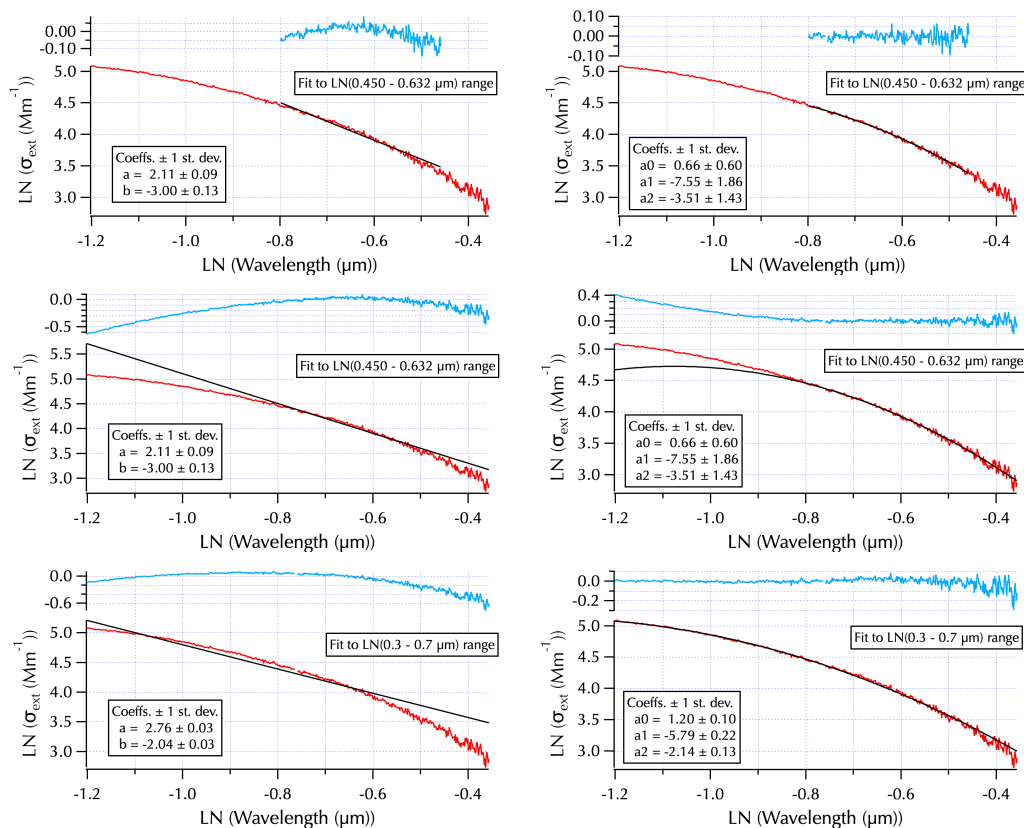 0.00
-0.10
5.0
4.5
4.0
3.5
3.0
LN (σext (Mm-1))
Fit to LN(0.450 - 0.632 µm) range
Coeffs. ± 1 st. dev.
a = 2.11 ± 0.09
b = -3.00 ± 0.13
-1.2 -1.0 -0.8 -0.6 -0.4
LN (Wavelength (µm))
0.10
0.00
-0.10
5.0
4.5
4.0
3.5
3.0
LN (σext (Mm-1))
Fit to LN(0.450 - 0.632 µm) range
Coeffs. ± 1 st. dev.
a0 = 0.66 ± 0.60
a1 = -7.55 ± 1.86
a2 = -3.51 ± 1.43
-1.2 -1.0 -0.8 -0.6 -0.4
LN (Wavelength (µm))
0.0
-0.5
5.5
5.0
4.5
4.0
3.5
3.0
LN (σext (Mm-1))
Fit to LN(0.450 - 0.632 µm) range
Coeffs. ± 1 st. dev.
a = 2.11 ± 0.09
b = -3.00 ± 0.13
-1.2 -1.0 -0.8 -0.6 -0.4
LN (Wavelength (µm))
0.4
0.0
5.0
4.5
4.0
3.5
3.0
LN (σext (Mm-1))
Fit to LN(0.450 - 0.632 µm) range
Coeffs. ± 1 st. dev.
a0 = 0.66 ± 0.60
a1 = -7.55 ± 1.86
a2 = -3.51 ± 1.43
-1.2 -1.0 -0.8 -0.6 -0.4
LN (Wavelength (µm))
0.0
-0.6
5.0
4.5
4.0
3.5
3.0
LN (σext (Mm-1))
Fit to LN(0.3 - 0.7 µm) range
Coeffs. ± 1 st. dev.
a = 2.76 ± 0.03
b = -2.04 ± 0.03
-1.2 -1.0 -0.8 -0.6 -0.4
LN (Wavelength (µm))
0.0
-0.2
5.0
4.5
4.0
3.5
3.0
LN (σext (Mm-1))
Fit to LN(0.3 - 0.7 µm) range
Coeffs. ± 1 st. dev.
a0 = 1.20 ± 0.10
a1 = -5.79 ± 0.22
a2 = -2.14 ± 0.13
-1.2 -1.0 -0.8 -0.6 -0.4
LN (Wavelength (µm))